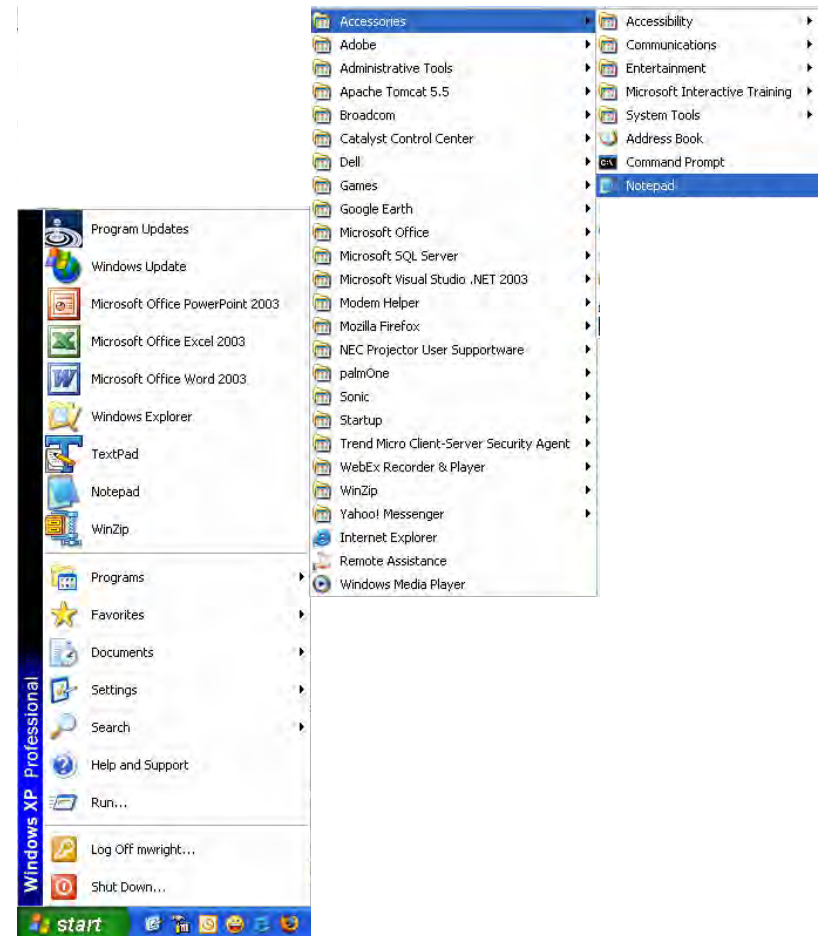 Accessories
Adobe
Administrative Tools
Apache Tomcat 5.5
Broadcom
Catalyst Control Center
Dell
Games
Google Earth
Microsoft Office
Microsoft SQL Server
Microsoft Visual Studio .NET 2003
Modem Helper
Mozilla Firefox
NEC Projector User Supportware
palmOne
Sonic
Startup
Trend Micro Client-Server Security Agent
WebEx Recorder & Player
WinZip
Yahoo! Messenger
Internet Explorer
Remote Assistance
Windows Media Player
Accessibility
Communications
Entertainment
Microsoft Interactive Training
System Tools
Address Book
Command Prompt
Notepad
Program Updates
Windows Update
Microsoft Office PowerPoint 2003
Microsoft Office Excel 2003
Microsoft Office Word 2003
Windows Explorer
TextPad
Notepad
WinZip
Programs
Favorites
Documents
Settings
Search
Help and Support
Run...
Log Off mwright...
Shut Down...
Windows XP Professional
start